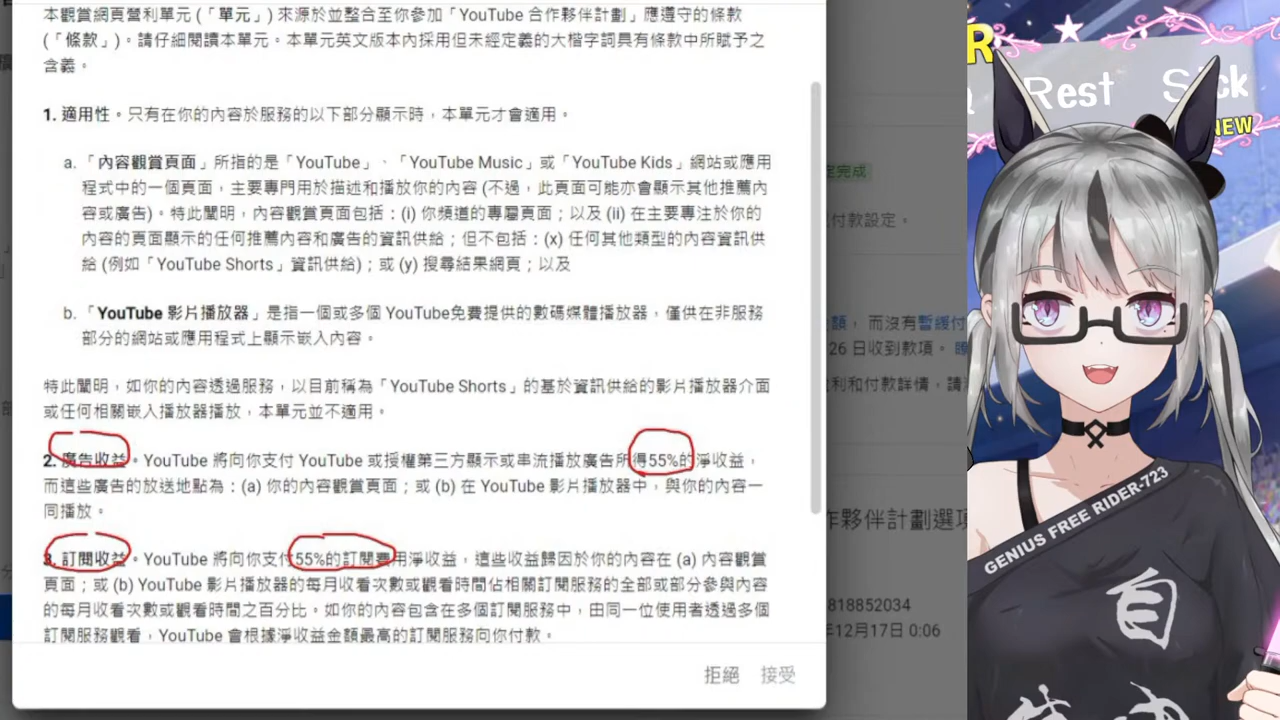 本觀賞網頁營利單元 (「單元」) 來源於並整合至你參加「YouTube 合作夥伴計劃」應遵守的條款
(「條款」)。請仔細閱讀本單元。本單元英文版本內採用但未經定義的大楷字詞具有條款中所賦予之
含義。
1. 適用性。只有在你的內容於服務的以下部分顯示時，本單元才會適用。
a. 「內容觀賞頁面」所指的是「YouTube」、「YouTube Music」或「YouTube Kids」網站或應用
程式中的一個頁面，主要專門用於描述和播放你的內容 (不過，此頁面可能亦會顯示其他推薦內
容或廣告)。特此闡明，內容觀賞頁面包括：(i) 你頻道的專屬頁面；以及 (ii) 在主要專注於你的
內容的頁面顯示的任何推薦內容和廣告的資訊供給；但不包括：(x) 任何其他類型的內容資訊供
給 (例如「YouTube Shorts」資訊供給)；或 (y) 搜尋結果網頁；以及
b. 「YouTube 影片播放器」是指一個或多個 YouTube免費提供的數碼媒體播放器，僅供在非服務
部分的網站或應用程式上顯示嵌入內容。
特此闡明，如你的內容透過服務，以目前稱為「YouTube Shorts」的基於資訊供給的影片播放器介面
或任何相關嵌入播放器播放，本單元並不適用。
2. 廣告收益。YouTube 將向你支付 YouTube 或授權第三方顯示或串流播放廣告所得55%的淨收益，
而這些廣告的放送地點為：(a) 你的內容觀賞頁面；或 (b) 在 YouTube 影片播放器中，與你的內容一
同播放。
3. 訂閱收益。YouTube 將向你支付55%的訂閱費用淨收益，這些收益歸因於你的內容在 (a) 內容觀賞
頁面；或 (b) YouTube 影片播放器的每月收看次數或觀看時間佔相關訂閱服務的全部或部分參與內容
的每月收看次數或觀看時間之百分比。如你的內容包含在多個訂閱服務中，由同一位使用者透過多個
訂閱服務觀看，YouTube 會根據淨收益金額最高的訂閱服務向你付款。
拒絕 接受
定完成
付款設定。
額，而沒有暫緩付
26 日收到款項。
利和付款詳情，請
作夥伴計劃選項
818852034
年12月17日 0:06
R
Rest Sick
NEW
GENIUS FREE RIDER-723
自